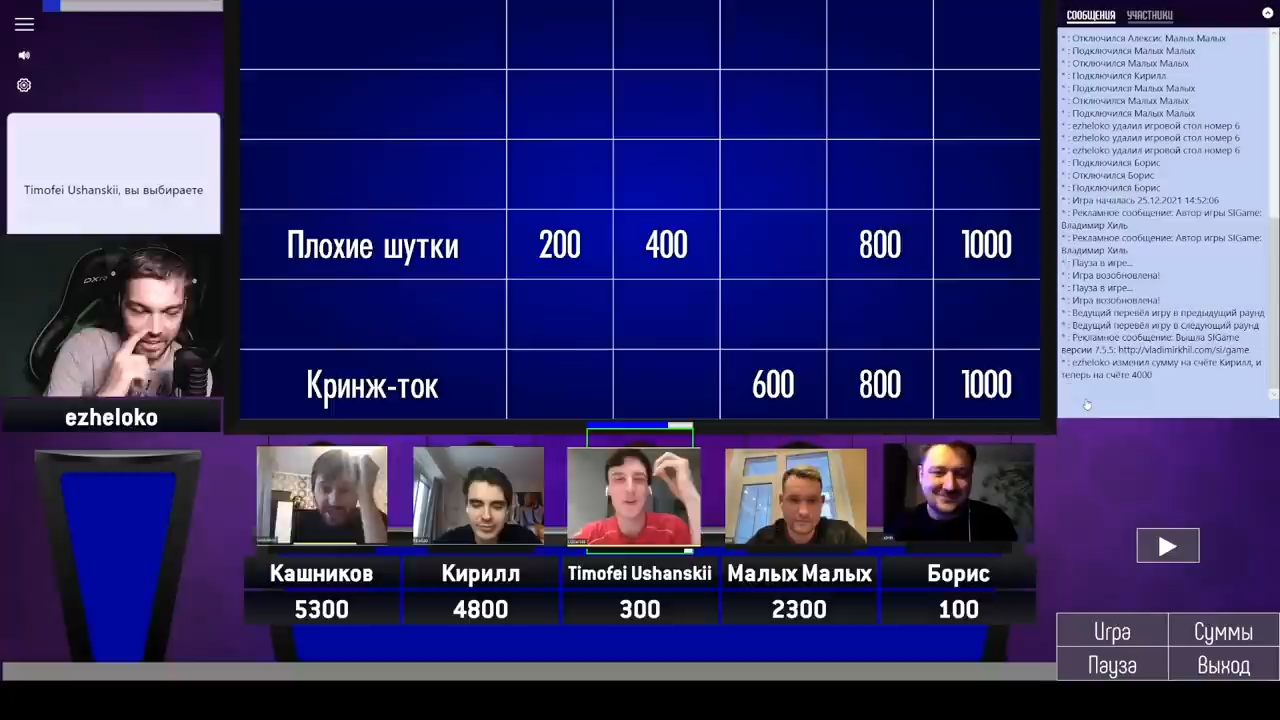 СООБЩЕНИЯ УЧАСТНИКИ
* : Отключился Алексис Малых Малых
* : Подключился Малых Малых
* : Отключился Малых Малых
* : Подключился Кирилл
* : Подключился Малых Малых
* : Отключился Малых Малых
* : Подключился Малых Малых
* : ezheloko удалил игровой стол номер 6
* : ezheloko удалил игровой стол номер 6
* : ezheloko удалил игровой стол номер 6
* : Подключился Борис
* : Отключился Борис
* : Подключился Борис
* : Игра началась 25.12.2021 14:52:06
* : Рекламное сообщение: Автор игры SIGame:
Владимир Хиль
* : Рекламное сообщение: Автор игры SIGame:
Владимир Хиль
* : Пауза в игре...
* : Игра возобновлена!
* : Пауза в игре...
* : Игра возобновлена!
* : Ведущий перевёл игру в предыдущий раунд
* : Ведущий перевёл игру в следующий раунд
* : Рекламное сообщение: Вышла SIGame
версии 7.5.5: http://vladimirkhil.com/si/game.
* : ezheloko изменил сумму на счёте Кирилл, и
теперь на счёте 4000
Timofei Ushanskii, вы выбираете
Плохие шутки 200 400 800 1000
Кринж-ток 600 800 1000
DXR
ezheloko
Кашников Кирилл Timofei Ushanskii Малых Малых Борис
5300 4800 300 2300 100
Игра Суммы
Пауза Выход